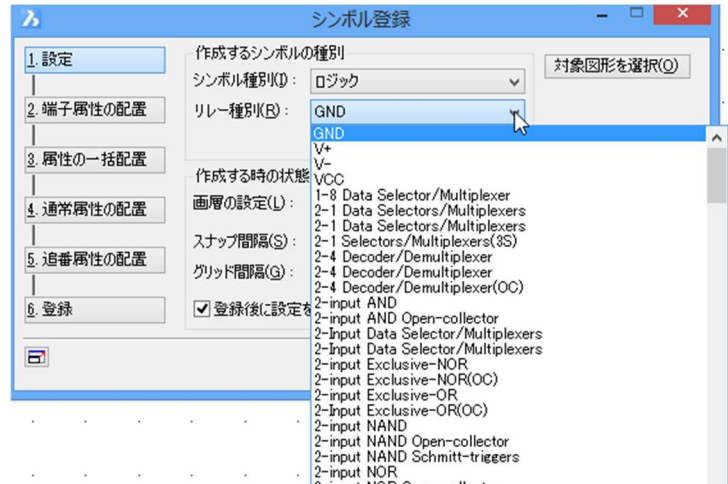 シンボル登録
1.設定
2.端子属性の配置
3.属性の一括配置
4.通常属性の配置
5.追番属性の配置
6.登録
作成するシンボルの種別
シンボル種別(I): ロジック
リレー種別(R): GND
対象図形を選択(O)
作成する時の状態
画層の設定(L):
スナップ間隔(S):
グリッド間隔(G):
登録後に設定を
GND
V+
V-
VCC
1-8 Data Selector/Multiplexer
2-1 Data Selectors/Multiplexers
2-1 Data Selectors/Multiplexers
2-1 Selectors/Multiplexers(3S)
2-4 Decoder/Demultiplexer
2-4 Decoder/Demultiplexer
2-4 Decoder/Demultiplexer(OC)
2-input AND
2-input AND Open-collector
2-Input Data Selector/Multiplexers
2-Input Data Selector/Multiplexers
2-input Exclusive-NOR
2-input Exclusive-NOR(OC)
2-input Exclusive-OR
2-Input Exclusive-OR(OC)
2-input NAND
2-input NAND Open-collector
2-input NAND Schmitt-triggers
2-input NOR